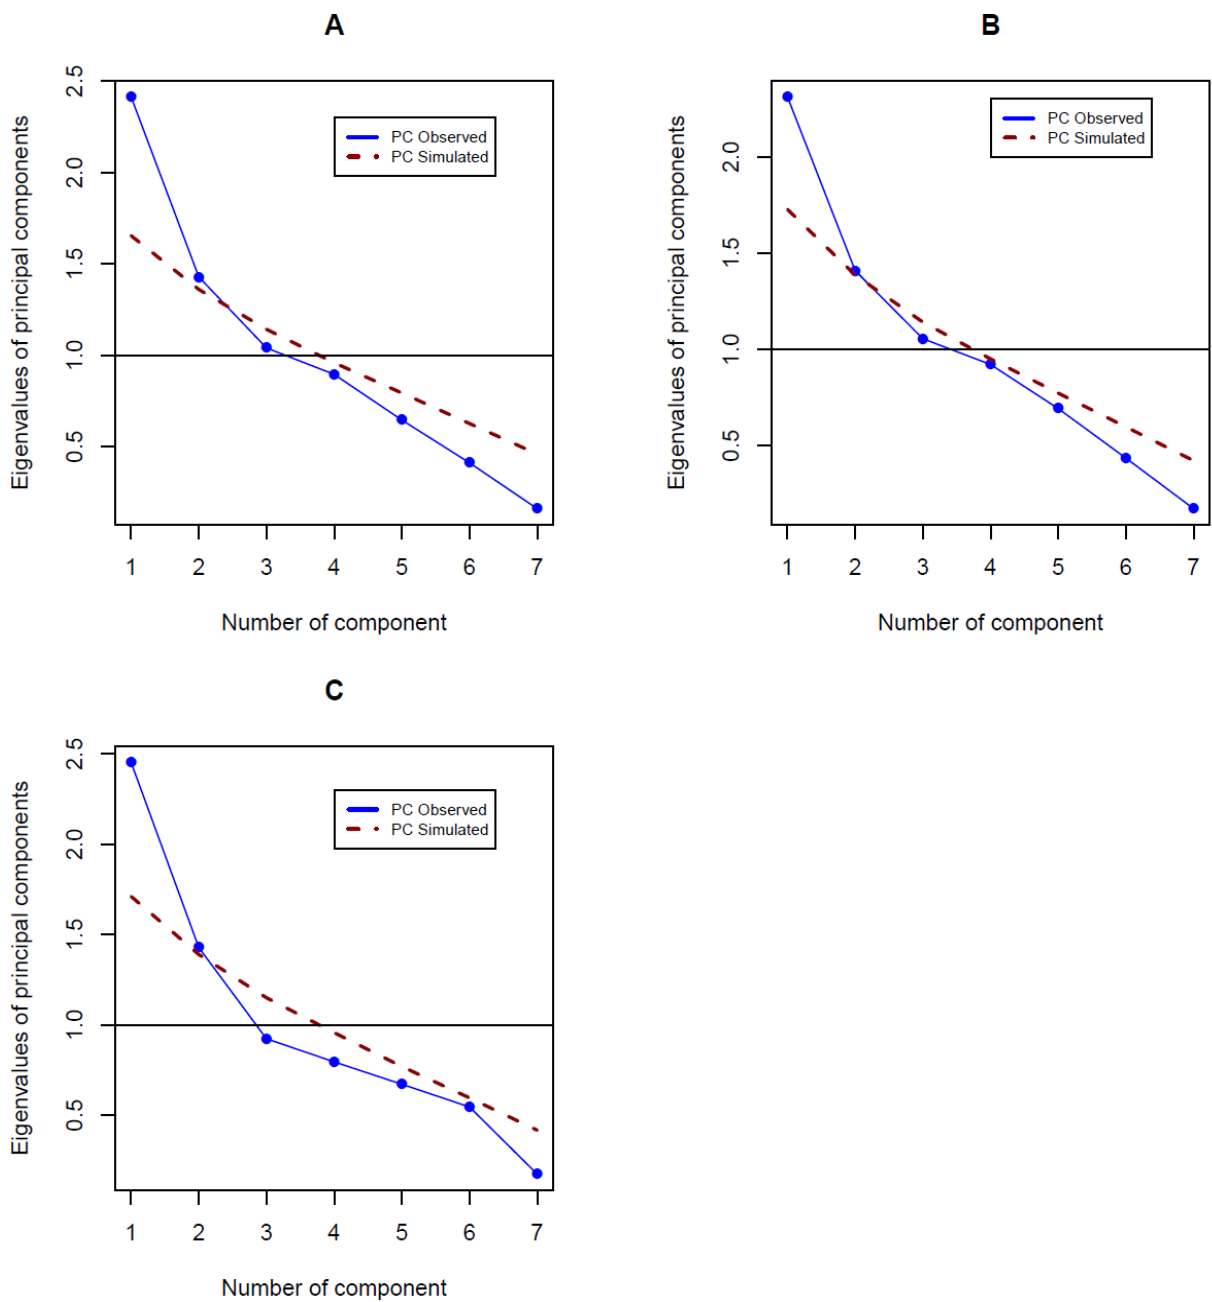 A
Eigenvalues of principal components
2.5
2.0
1.5
1.0
0.5
PC Observed
PC Simulated
1 2 3 4 5 6 7
Number of component
B
Eigenvalues of principal components
2.0
1.5
1.0
0.5
PC Observed
PC Simulated
1 2 3 4 5 6 7
Number of component
C
Eigenvalues of principal components
2.5
2.0
1.5
1.0
0.5
PC Observed
PC Simulated
1 2 3 4 5 6 7
Number of component